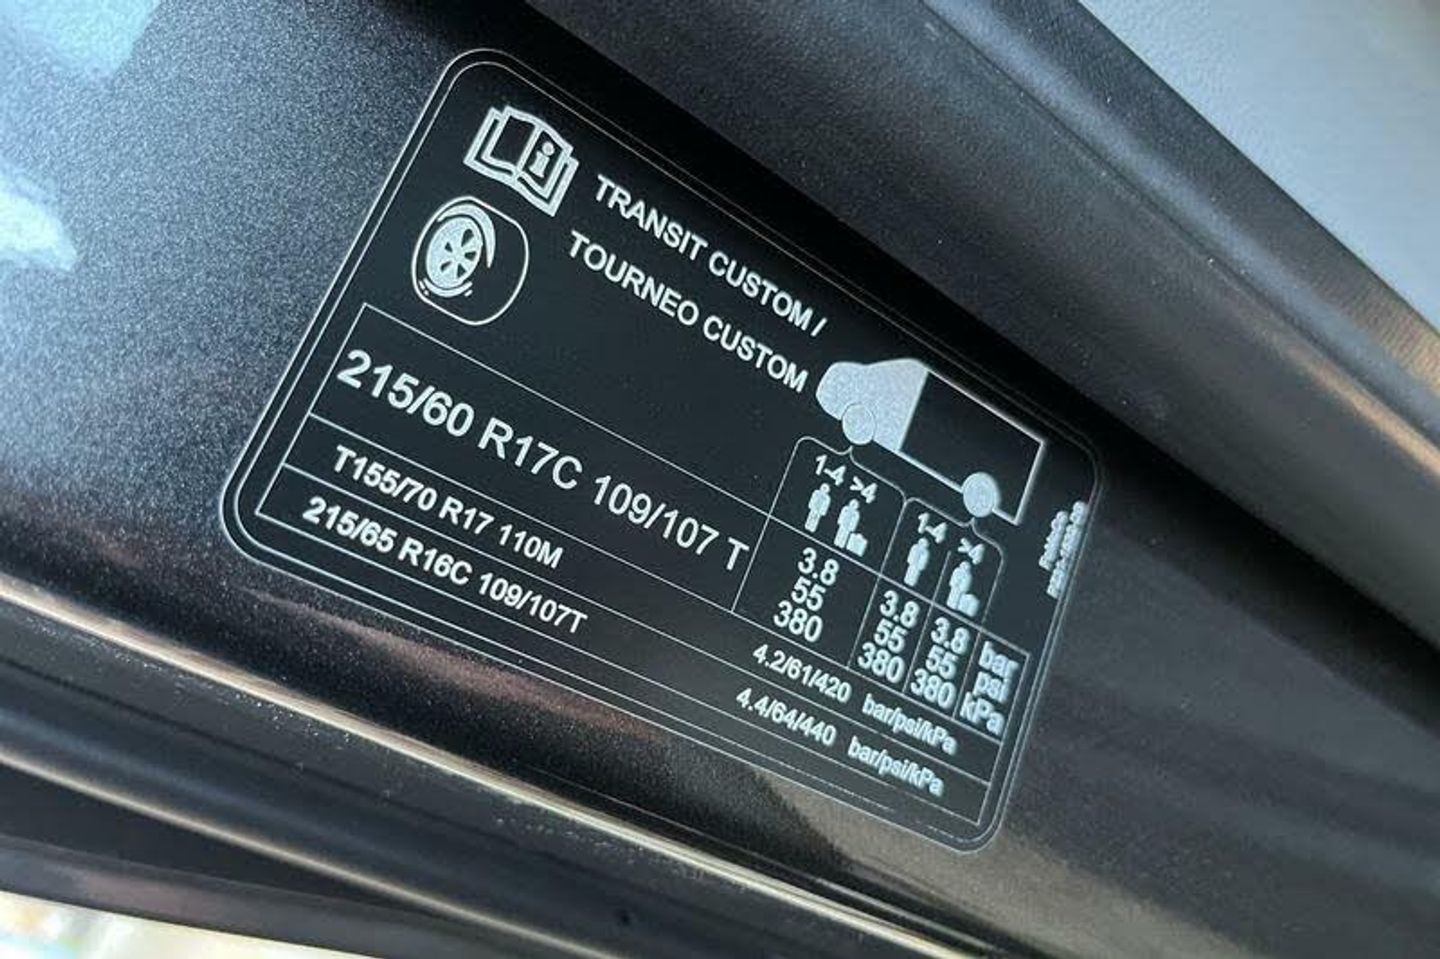 TRANSIT CUSTOM /
TOURNEO CUSTOM
1-4 >4
1-4 >4
215/60 R17C 109/107 T
3.8 3.8 3.8 bar
55 55 55 psi
380 380 380 kPa
T155/70 R17 110M 4.2/61/420 bar/psi/kPa
215/65 R16C 109/107T 4.4/64/440 bar/psi/kPa